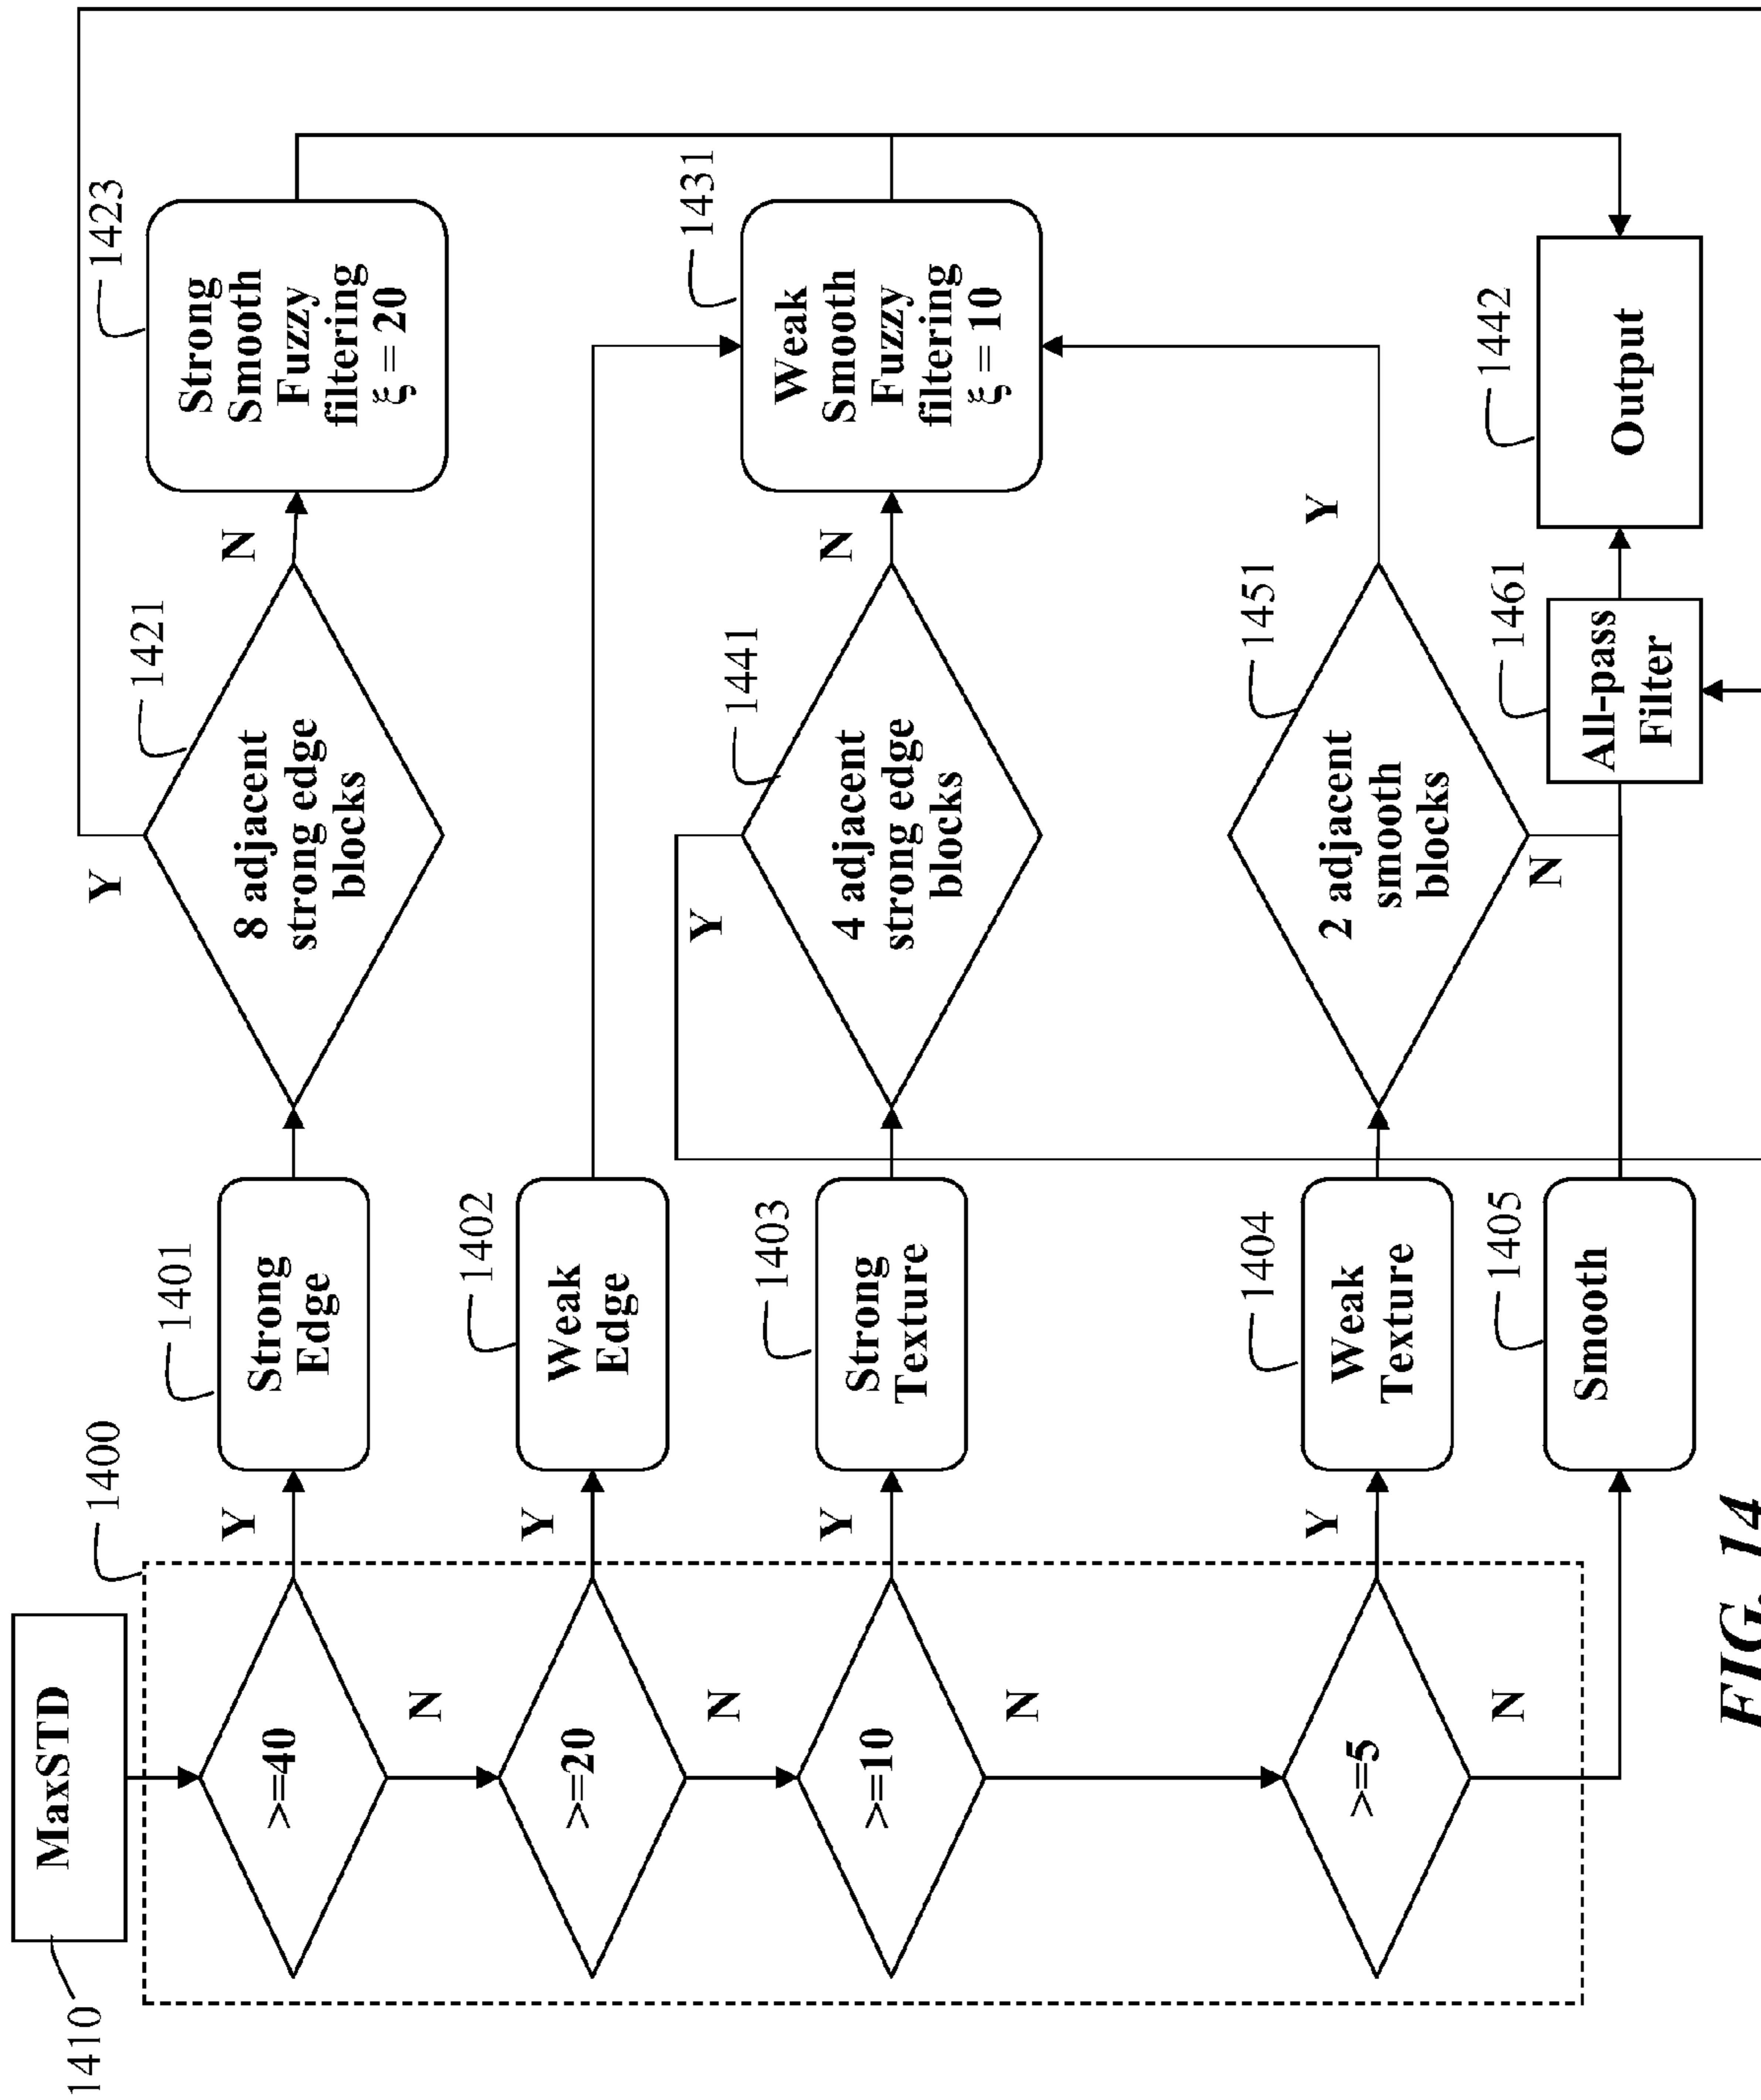 1410
MaxSTD
1400
>=40
Y
N
>=20
Y
N
>=10
Y
N
>=5
Y
N
1401
Strong
Edge
1402
Weak
Edge
1403
Strong
Texture
1404
Weak
Texture
1405
Smooth
Y
1421
8 adjacent
strong edge
blocks
N
Y
1441
4 adjacent
strong edge
blocks
N
1451
2 adjacent
smooth
blocks
Y
N
1423
Strong
Smooth
Fuzzy
filtering
ξ = 20
1431
Weak
Smooth
Fuzzy
filtering
ξ = 10
1461
All-pass
Filter
1442
Output
FIG. 14